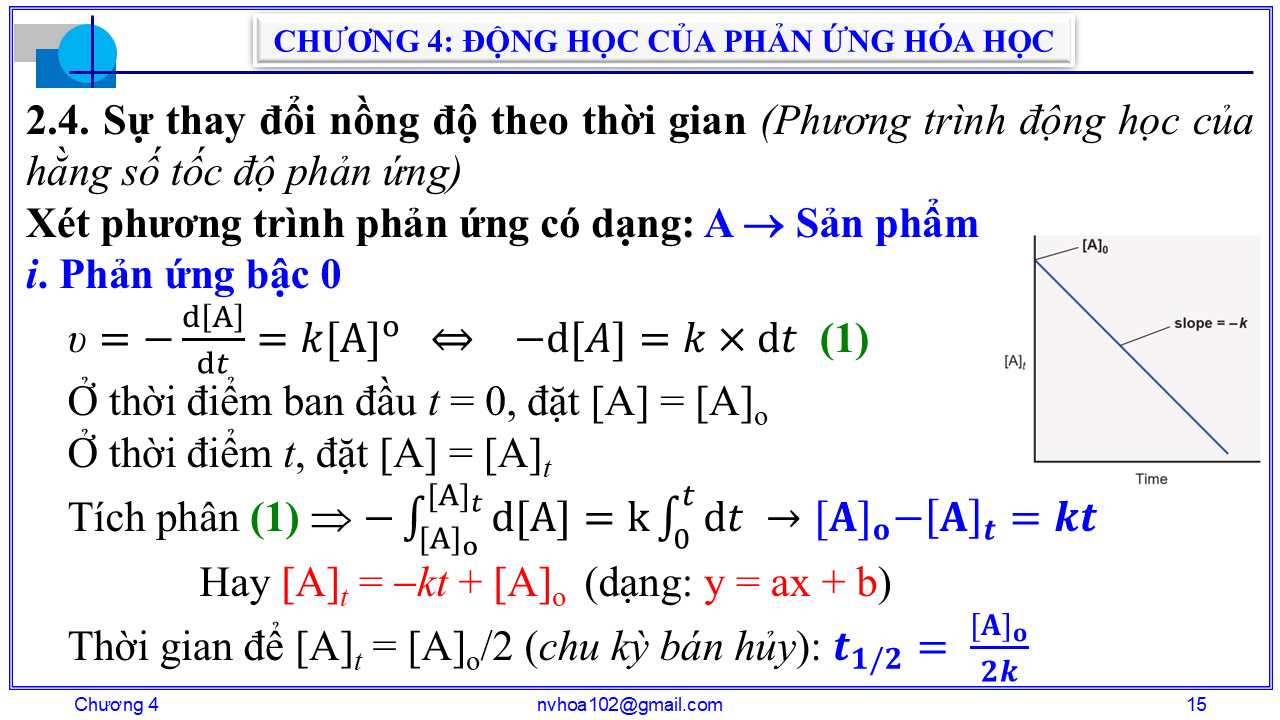 CHƯƠNG 4: ĐỘNG HỌC CỦA PHẢN ỨNG HÓA HỌC
2.4. Sự thay đổi nồng độ theo thời gian (Phương trình động học của
hằng số tốc độ phản ứng)
Xét phương trình phản ứng có dạng: A → Sản phẩm
i. Phản ứng bậc 0
υ = −d[A]/dt = k[A]º ⇔ −d[A] = k × dt (1)
Ở thời điểm ban đầu t = 0, đặt [A] = [A]ₒ
Ở thời điểm t, đặt [A] = [A]ₜ
Tích phân (1) ⇒ −∫_{[A]ₒ}^{[A]ₜ} d[A] = k∫_0^t dt → [A]ₒ−[A]ₜ = kt
Hay [A]ₜ = –kt + [A]ₒ (dạng: y = ax + b)
Thời gian để [A]ₜ = [A]ₒ/2 (chu kỳ bán hủy): t_{1/2} = [A]ₒ/2k
[A]₀
slope = –k
[A]ₜ
Time
Chương 4
nvhoa102@gmail.com
15